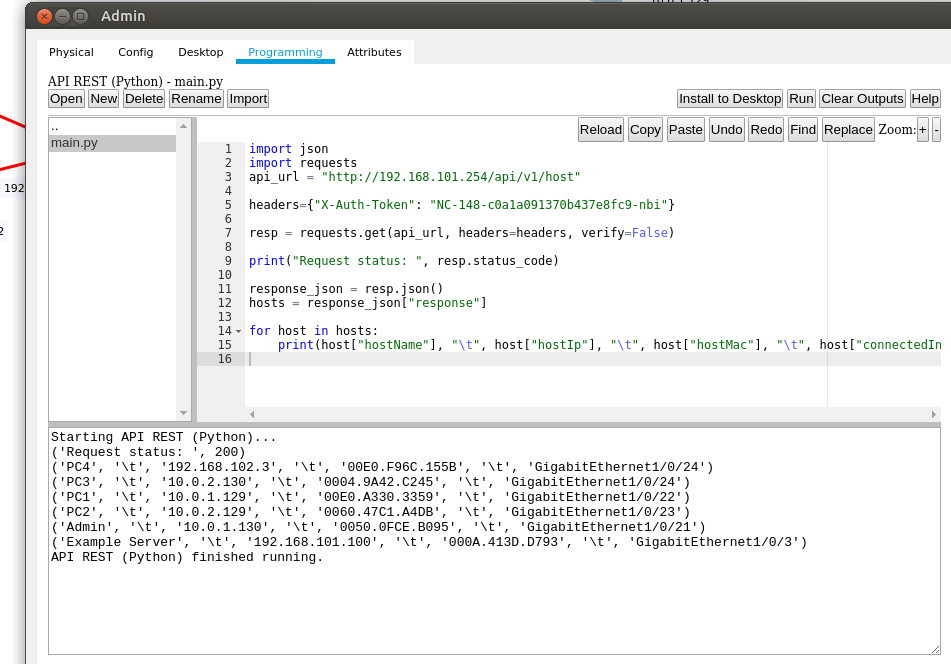 Admin
Physical Config Desktop Programming Attributes
API REST (Python) - main.py
Open New Delete Rename Import
Install to Desktop Run Clear Outputs Help
..
main.py
Reload Copy Paste Undo Redo Find Replace Zoom: + -
1 import json
2 import requests
3 api_url = "http://192.168.101.254/api/v1/host"
4
5 headers={"X-Auth-Token": "NC-148-c0a1a091370b437e8fc9-nbi"}
6
7 resp = requests.get(api_url, headers=headers, verify=False)
8
9 print("Request status: ", resp.status_code)
10
11 response_json = resp.json()
12 hosts = response_json["response"]
13
14 for host in hosts:
15     print(host["hostName"], "\t", host["hostIp"], "\t", host["hostMac"], "\t", host["connectedIn
16
192
2
Starting API REST (Python)...
('Request status: ', 200)
('PC4', '\t', '192.168.102.3', '\t', '00E0.F96C.155B', '\t', 'GigabitEthernet1/0/24')
('PC3', '\t', '10.0.2.130', '\t', '0004.9A42.C245', '\t', 'GigabitEthernet1/0/24')
('PC1', '\t', '10.0.1.129', '\t', '00E0.A330.3359', '\t', 'GigabitEthernet1/0/22')
('PC2', '\t', '10.0.2.129', '\t', '0060.47C1.A4DB', '\t', 'GigabitEthernet1/0/23')
('Admin', '\t', '10.0.1.130', '\t', '0050.0FCE.B095', '\t', 'GigabitEthernet1/0/21')
('Example Server', '\t', '192.168.101.100', '\t', '000A.413D.D793', '\t', 'GigabitEthernet1/0/3')
API REST (Python) finished running.